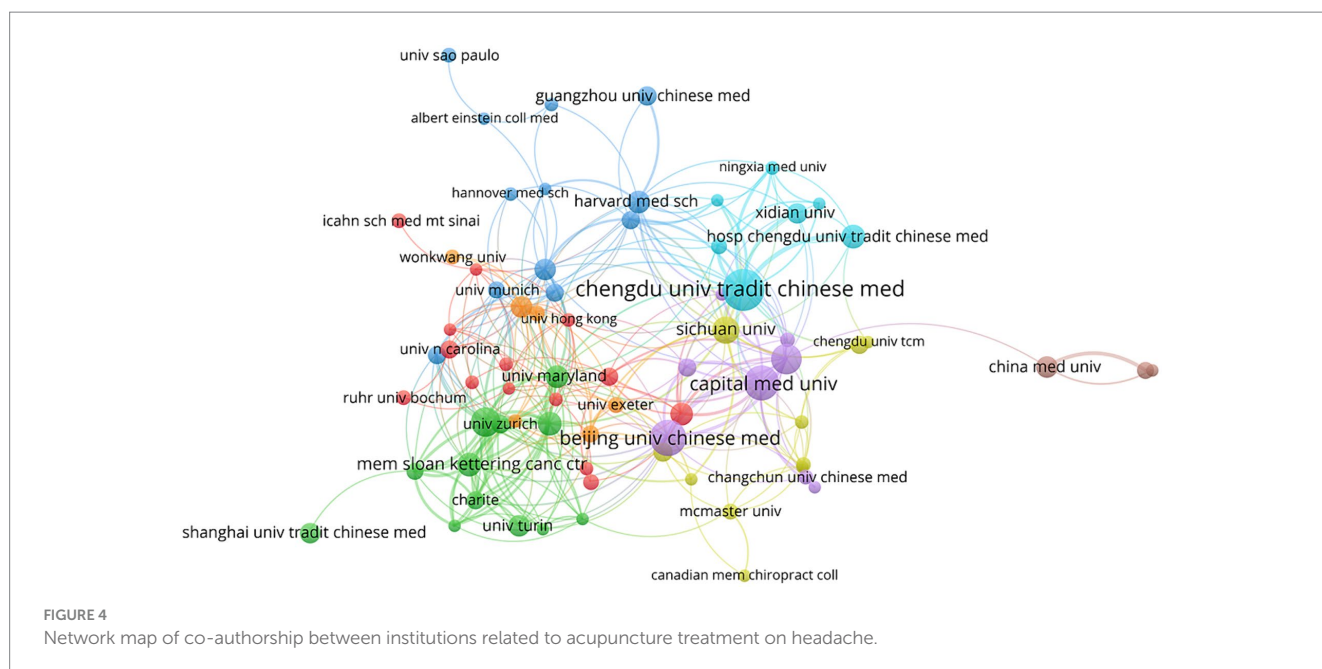 univ sao paulo
guangzhou univ chinese med
albert einstein coll med
ningxia med univ
hannover med sch
harvard med sch
xidian univ
icahn sch med mt sinai
hosp chengdu univ tradit chinese med
wonkwang univ
univ munich
chengdu univ tradit chinese med
univ hong kong
sichuan univ
chengdu univ tcm
univ n carolina
china med univ
univ maryland
capital med univ
ruhr univ bochum
univ exeter
univ zurich
beijing univ chinese med
mem sloan kettering canc ctr
changchun univ chinese med
charite
mcmaster univ
univ turin
shanghai univ tradit chinese med
canadian mem chiropract coll
FIGURE 4
Network map of co-authorship between institutions related to acupuncture treatment on headache.